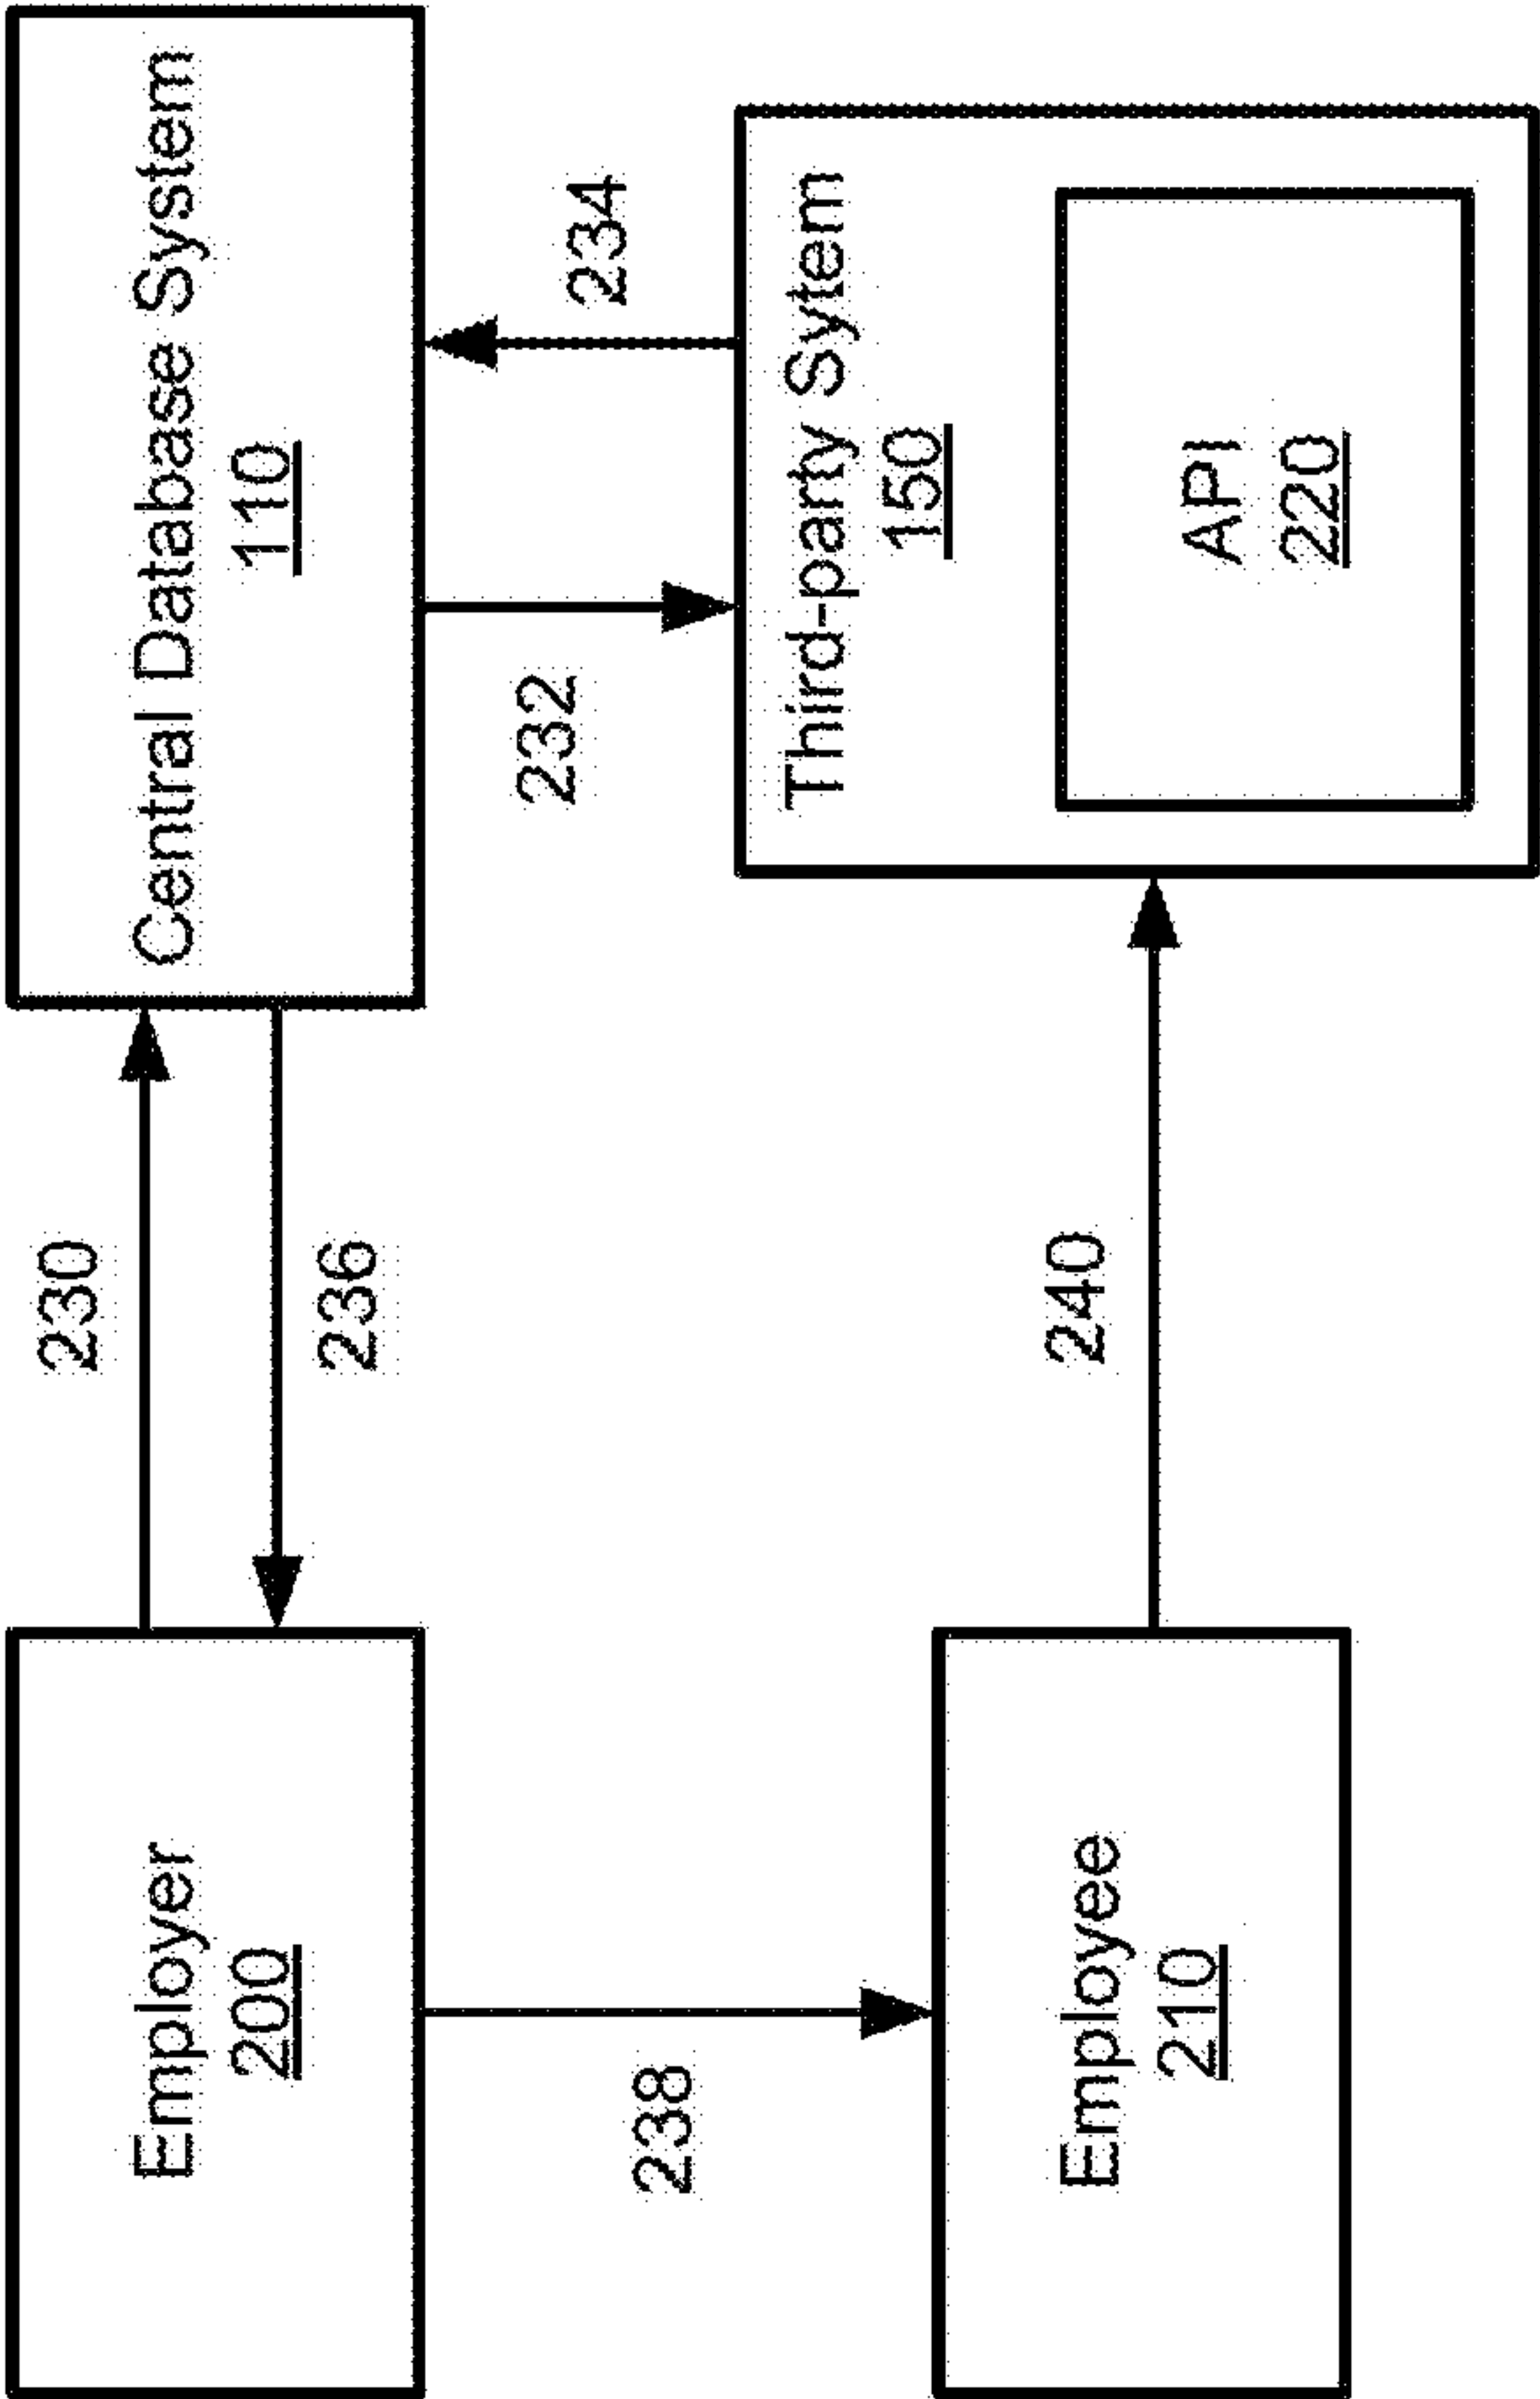 Employer
200
230
236
Central Database System
110
238
232
234
Employee
210
240
Third-party Sytem
150
API
220